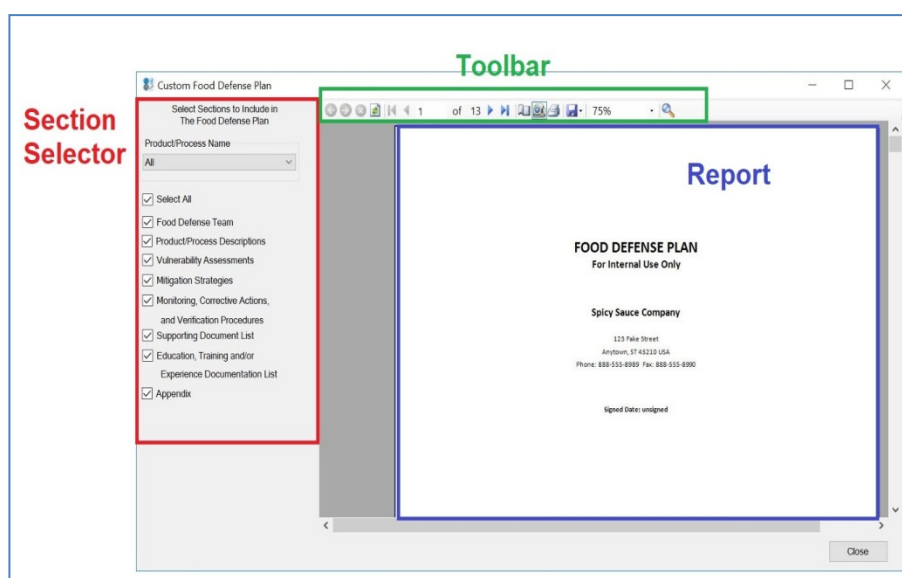 Toolbar
Custom Food Defense Plan
Section
Selector
Select Sections to Include in
The Food Defense Plan
Product/Process Name
All
Select All
Food Defense Team
Product/Process Descriptions
Vulnerability Assessments
Mitigation Strategies
Monitoring, Corrective Actions,
and Verification Procedures
Supporting Document List
Education, Training and/or
Experience Documentation List
Appendix
1 of 13 75%
Report
FOOD DEFENSE PLAN
For Internal Use Only
Spicy Sauce Company
123 Fake Street
Anytown, ST 43210 USA
Phone: 888-555-8989 Fax: 888-555-8990
Signed Date: unsigned
Close